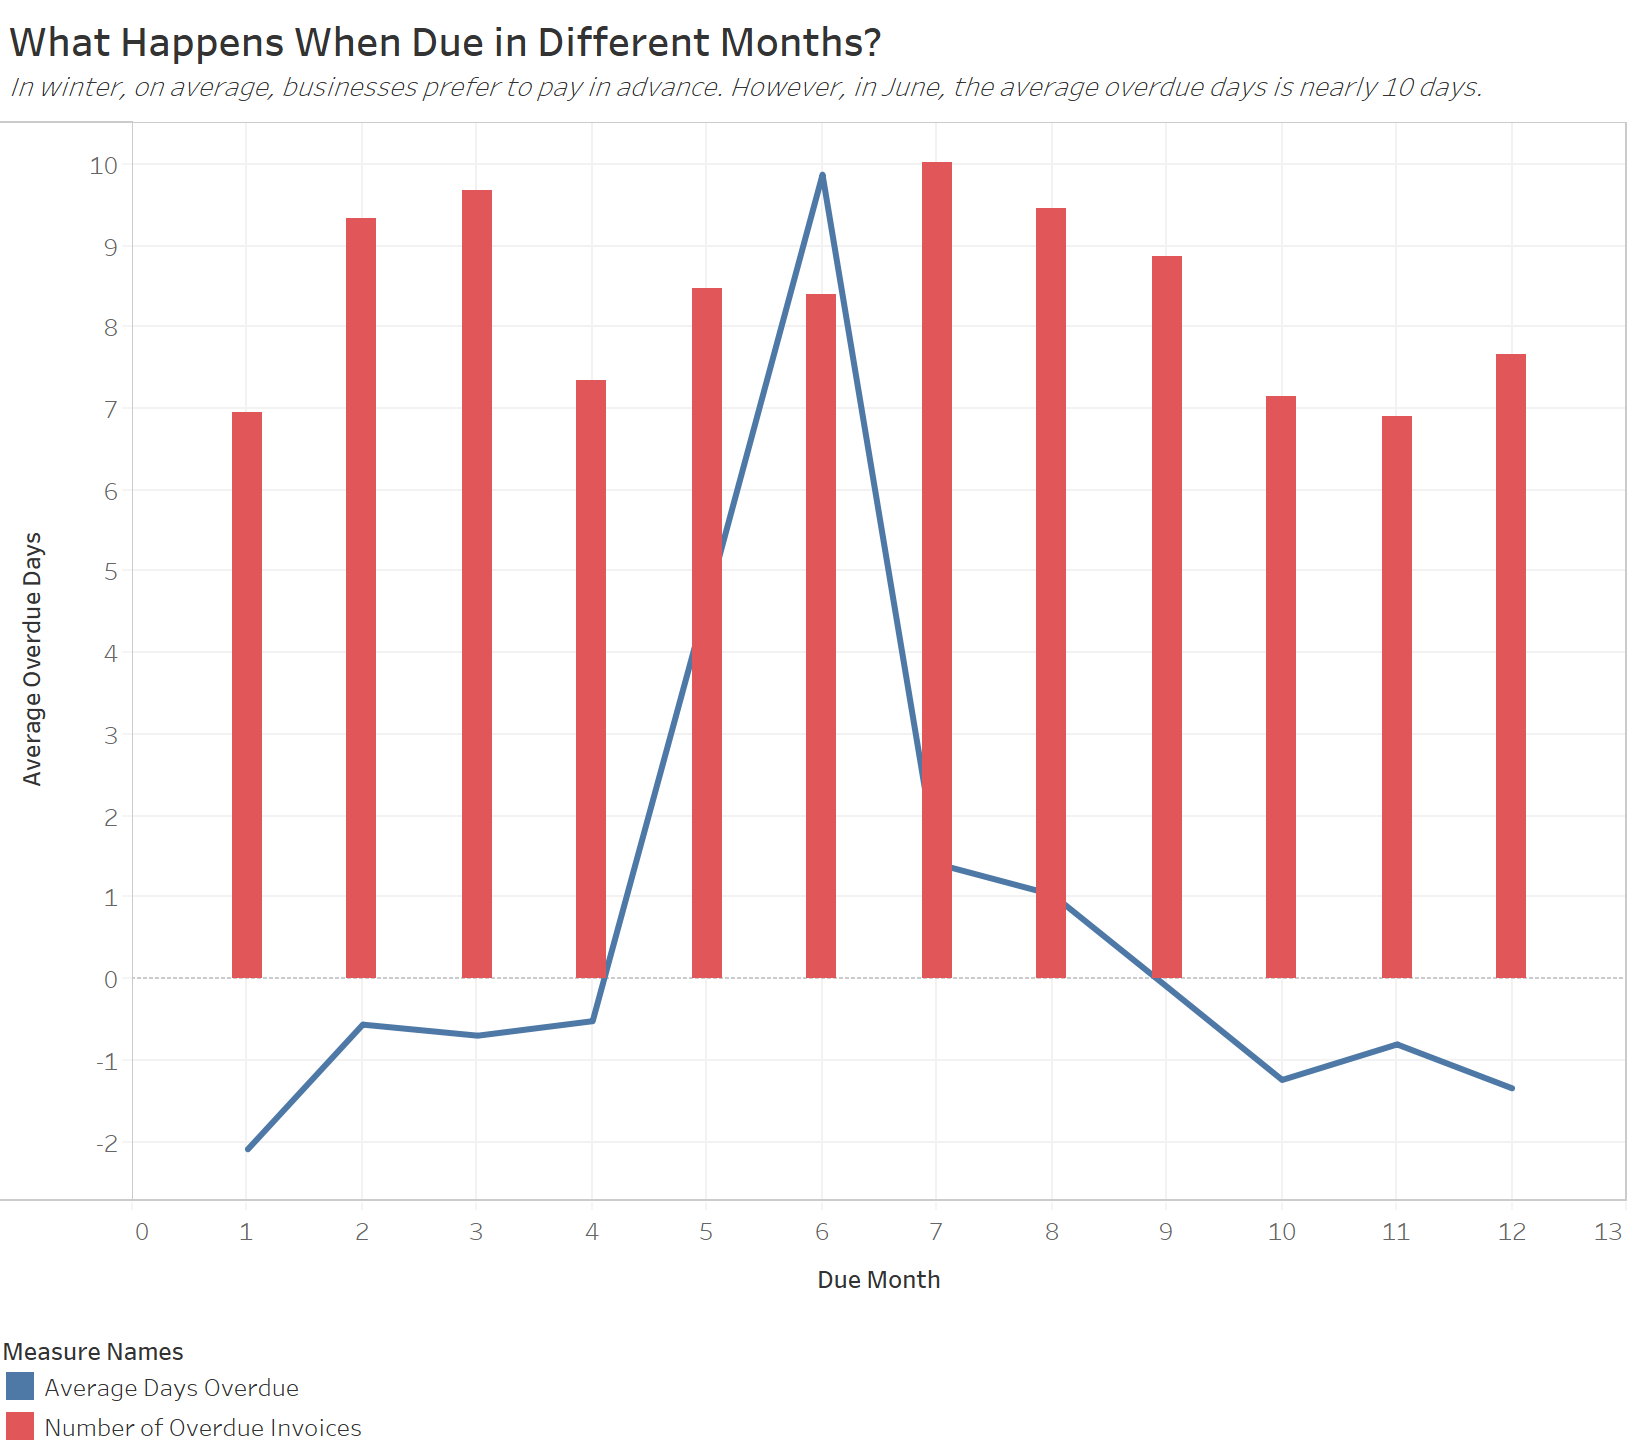 What Happens When Due in Different Months?
In winter, on average, businesses prefer to pay in advance. However, in June, the average overdue days is nearly 10 days.
Average Overdue Days
10
9
8
7
6
5
4
3
2
1
0
-1
-2
0 1 2 3 4 5 6 7 8 9 10 11 12 13
Due Month
Measure Names
Average Days Overdue
Number of Overdue Invoices